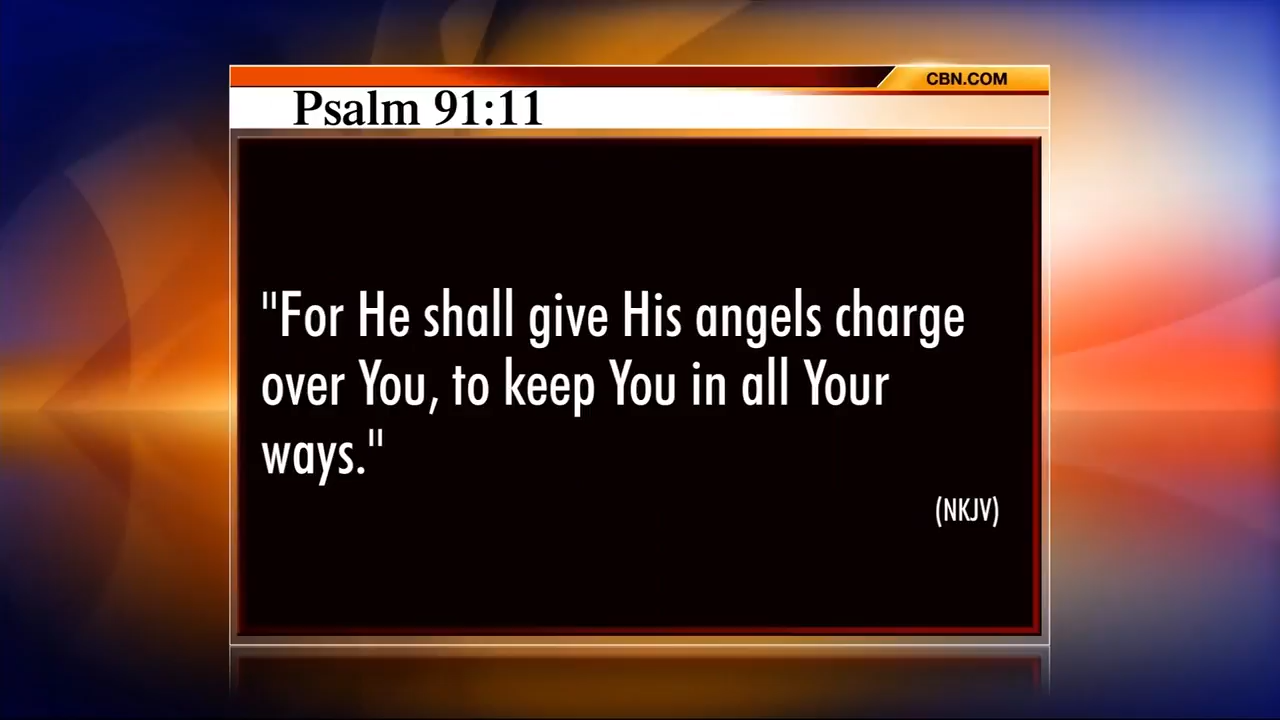 CBN.COM
Psalm 91:11
"For He shall give His angels charge
over You, to keep You in all Your
ways."
(NKJV)